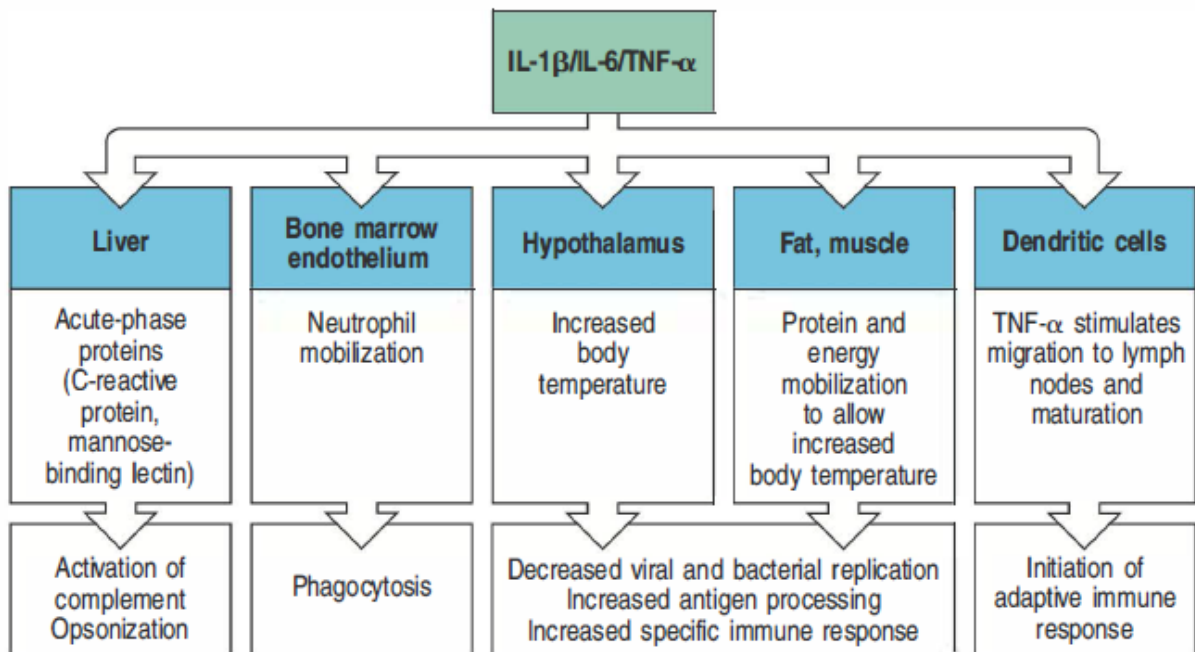 IL-1β/IL-6/TNF-α
Liver
Bone marrow
endothelium
Hypothalamus
Fat, muscle
Dendritic cells
Acute-phase
proteins
(C-reactive
protein,
mannose-
binding lectin)
Neutrophil
mobilization
Increased
body
temperature
Protein and
energy
mobilization
to allow
increased
body temperature
TNF-α stimulates
migration to lymph
nodes and
maturation
Activation of
complement
Opsonization
Phagocytosis
Decreased viral and bacterial replication
Increased antigen processing
Increased specific immune response
Initiation of
adaptive immune
response